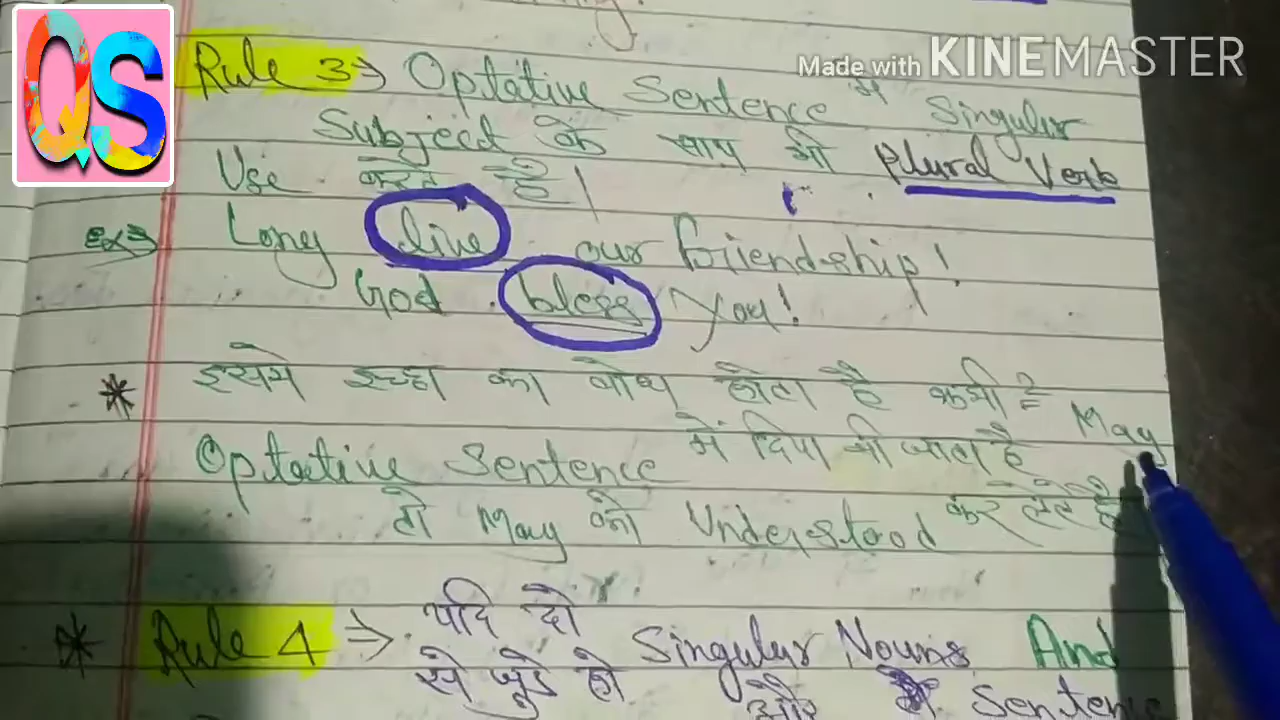 Made with KINEMASTER
QS
Rule 3 → Optative Sentence में Singular
Subject के साथ भी Plural Verb
Use करते है।
Ex → Long live our friendship!
God bless You!
* इसमे इच्छा का बोध होता है कभी2 May
Optative Sentence में दिया भी जाता है
तो May को Understood कर लेते है
* Rule 4 ⇒ यदि दो Singular Nouns And
से जुडे हो और Sentence